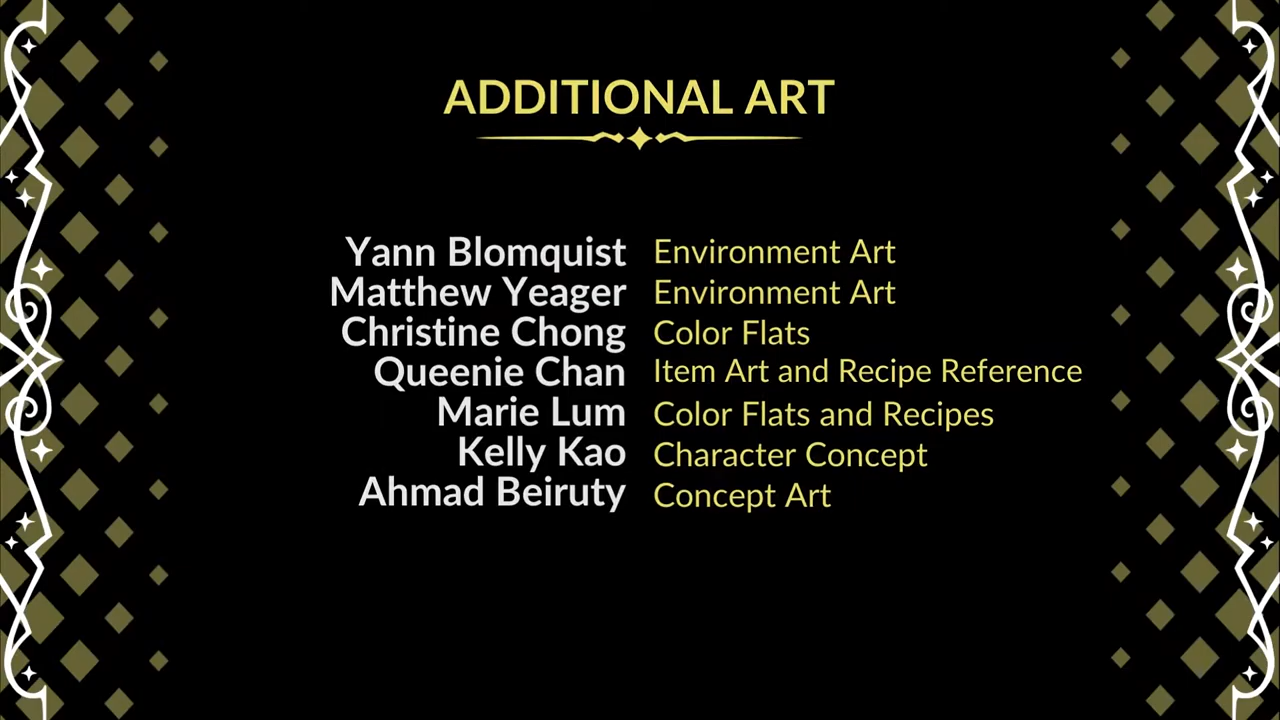 ADDITIONAL ART
Yann Blomquist Environment Art
Matthew Yeager Environment Art
Christine Chong Color Flats
Queenie Chan Item Art and Recipe Reference
Marie Lum Color Flats and Recipes
Kelly Kao Character Concept
Ahmad Beiruty Concept Art